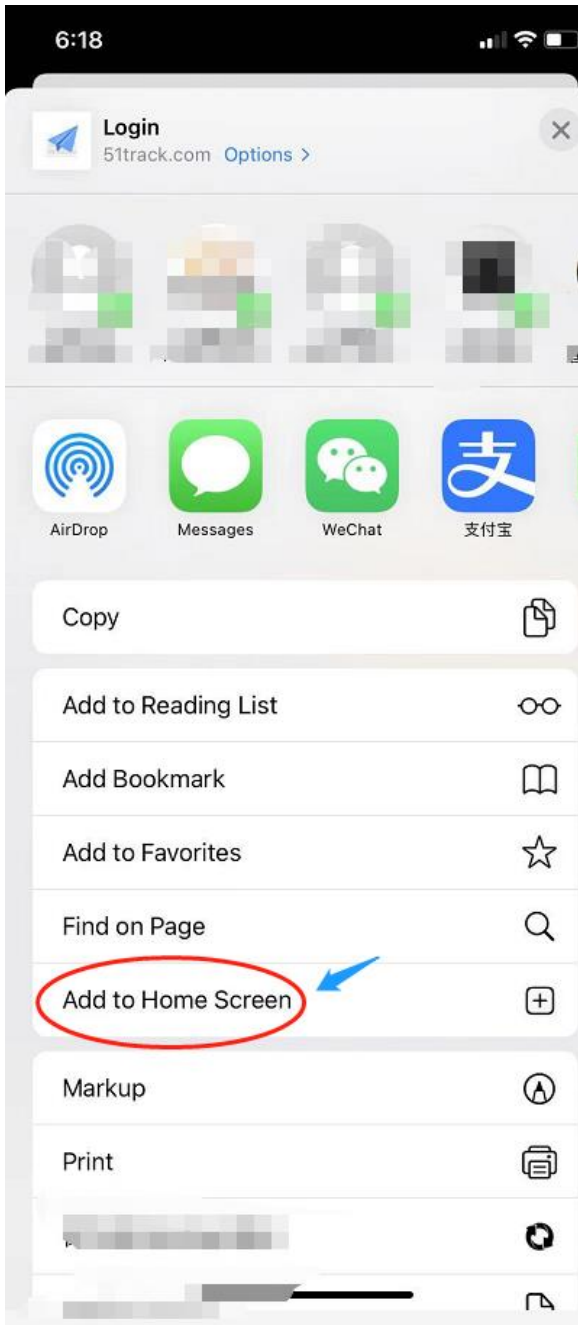 6:18
Login
51track.com Options >
AirDrop
Messages
WeChat
支付宝
Copy
Add to Reading List
Add Bookmark
Add to Favorites
Find on Page
Add to Home Screen
Markup
Print